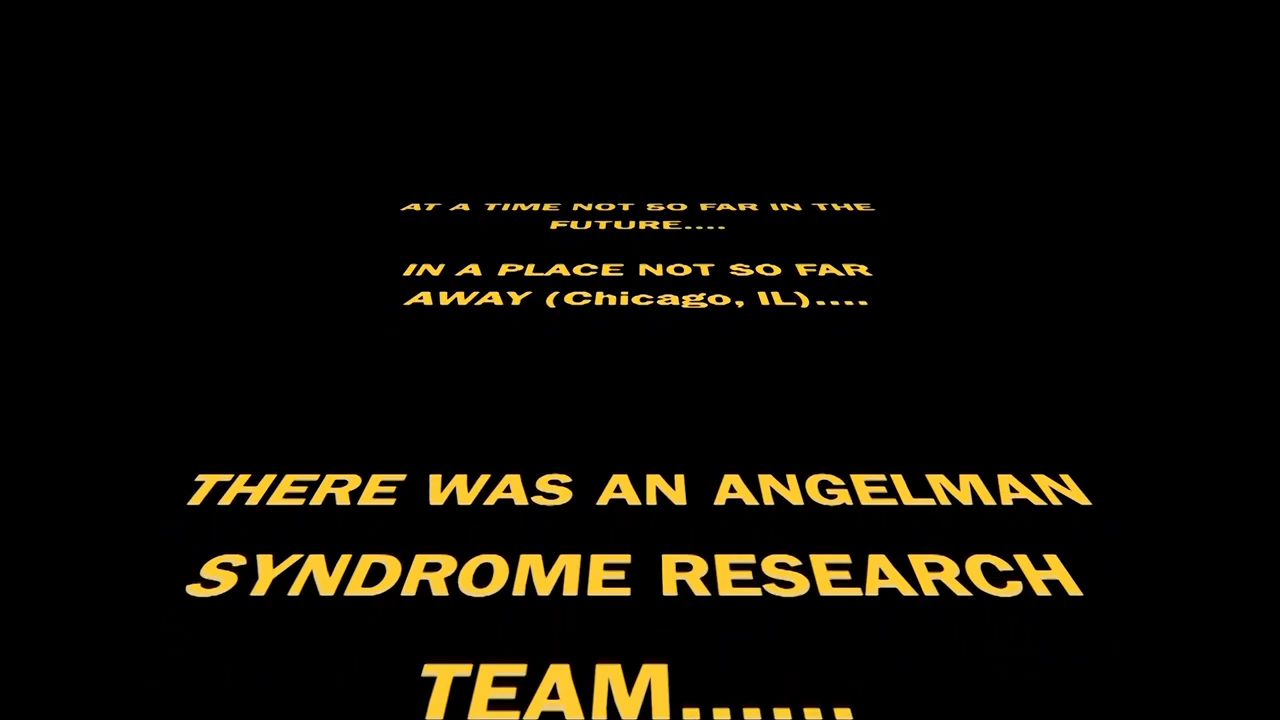 AT A TIME NOT SO FAR IN THE
FUTURE....
IN A PLACE NOT SO FAR
AWAY (Chicago, IL)....
THERE WAS AN ANGELMAN
SYNDROME RESEARCH
TEAM......